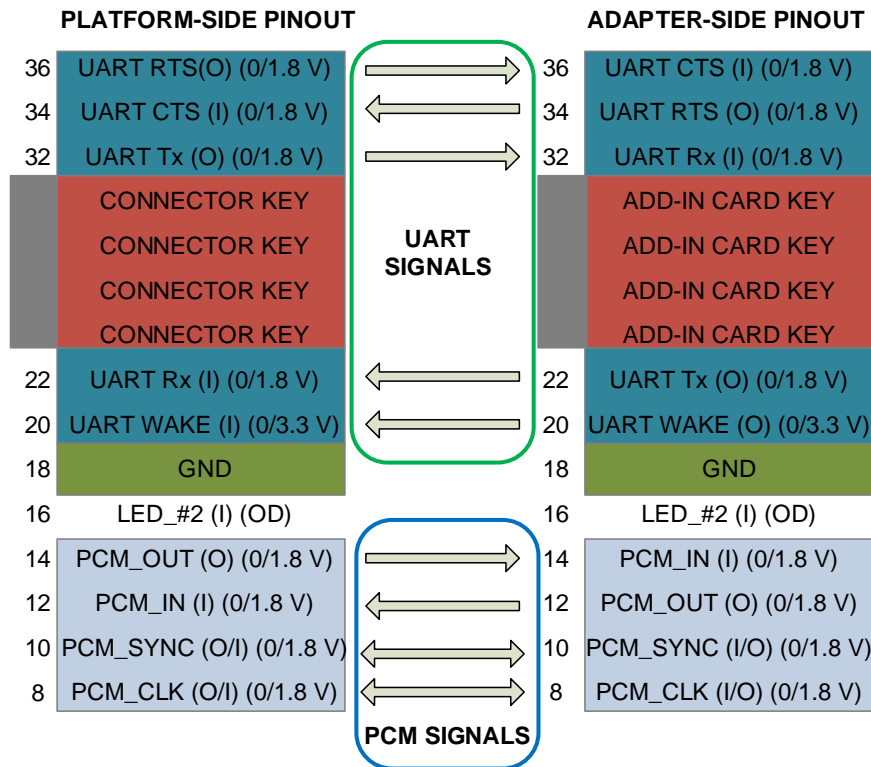 PLATFORM-SIDE PINOUT ADAPTER-SIDE PINOUT
36 UART RTS(O) (0/1.8 V) 36 UART CTS (I) (0/1.8 V)
34 UART CTS (I) (0/1.8 V) 34 UART RTS (O) (0/1.8 V)
32 UART Tx (O) (0/1.8 V) 32 UART Rx (I) (0/1.8 V)
CONNECTOR KEY ADD-IN CARD KEY
CONNECTOR KEY UART ADD-IN CARD KEY
SIGNALS
CONNECTOR KEY ADD-IN CARD KEY
CONNECTOR KEY ADD-IN CARD KEY
22 UART Rx (I) (0/1.8 V) 22 UART Tx (O) (0/1.8 V)
20 UART WAKE (I) (0/3.3 V) 20 UART WAKE (O) (0/3.3 V)
18 GND 18 GND
16 LED_#2 (I) (OD) 16 LED_#2 (I) (OD)
14 PCM_OUT (O) (0/1.8 V) 14 PCM_IN (I) (0/1.8 V)
12 PCM_IN (I) (0/1.8 V) 12 PCM_OUT (O) (0/1.8 V)
10 PCM_SYNC (O/I) (0/1.8 V) 10 PCM_SYNC (I/O) (0/1.8 V)
8 PCM_CLK (O/I) (0/1.8 V) 8 PCM_CLK (I/O) (0/1.8 V)
PCM SIGNALS